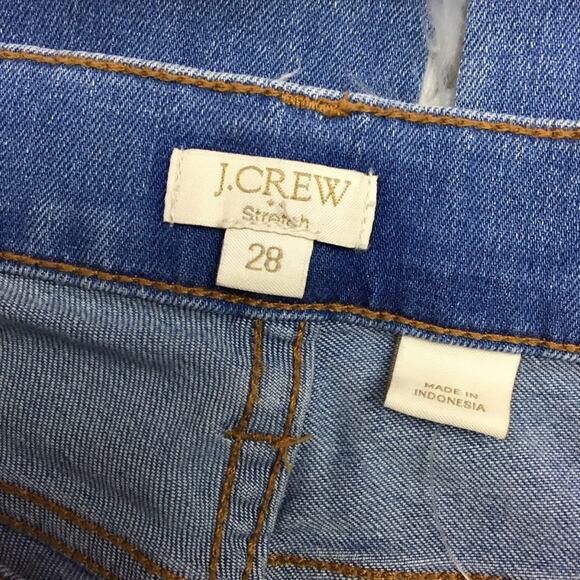 J.CREW
Stretch
28
MADE IN
INDONESIA